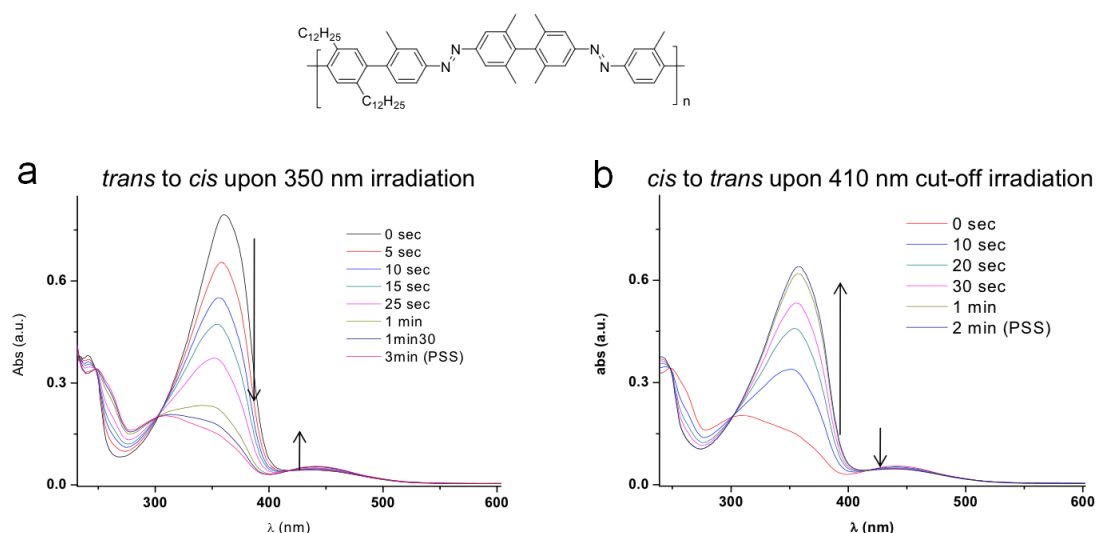 C12H25
N
N
N
N
C12H25
n
a
trans to cis upon 350 nm irradiation
0 sec
5 sec
10 sec
15 sec
25 sec
1 min
1min30
3min (PSS)
Abs (a.u.)
0.6
0.3
0.0
300
400
500
600
λ (nm)
b
cis to trans upon 410 nm cut-off irradiation
0 sec
10 sec
20 sec
30 sec
1 min
2 min (PSS)
abs (a.u.)
0.6
0.3
0.0
300
400
500
600
λ (nm)